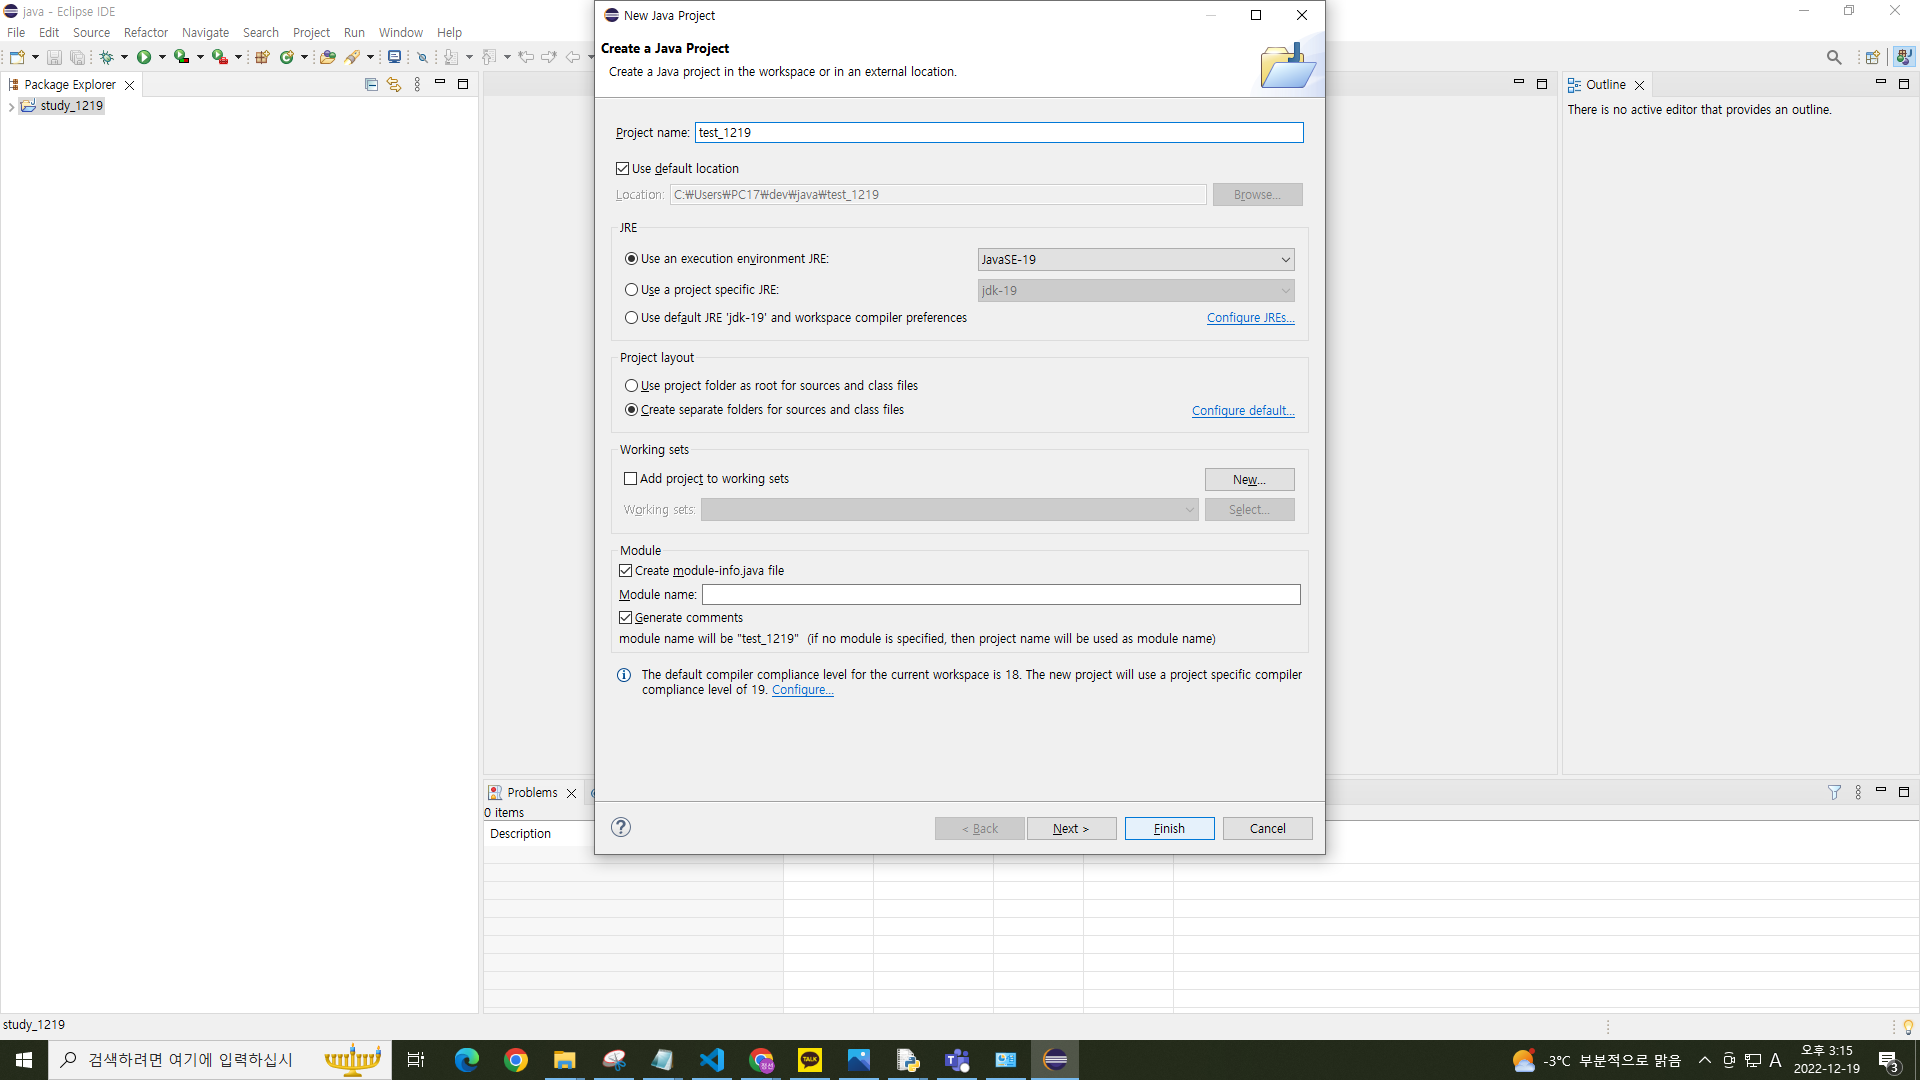 java - Eclipse IDE
File Edit Source Refactor Navigate Search Project Run Window Help
Package Explorer
study_1219
New Java Project
Create a Java Project
Create a Java project in the workspace or in an external location.
Project name: test_1219
Use default location
Location: C:₩Users₩PC17₩dev₩java₩test_1219 Browse...
JRE
Use an execution environment JRE: JavaSE-19
Use a project specific JRE: jdk-19
Use default JRE 'jdk-19' and workspace compiler preferences Configure JREs...
Project layout
Use project folder as root for sources and class files
Create separate folders for sources and class files Configure default...
Working sets
Add project to working sets New...
Working sets: Select...
Module
Create module-info.java file
Module name:
Generate comments
module name will be "test_1219" (if no module is specified, then project name will be used as module name)
The default compiler compliance level for the current workspace is 18. The new project will use a project specific compiler
compliance level of 19. Configure...
< Back Next > Finish Cancel
Outline
There is no active editor that provides an outline.
Problems
0 items
Description
study_1219
검색하려면 여기에 입력하십시
TALK
-3°C 부분적으로 맑음
A
오후 3:15
2022-12-19
3